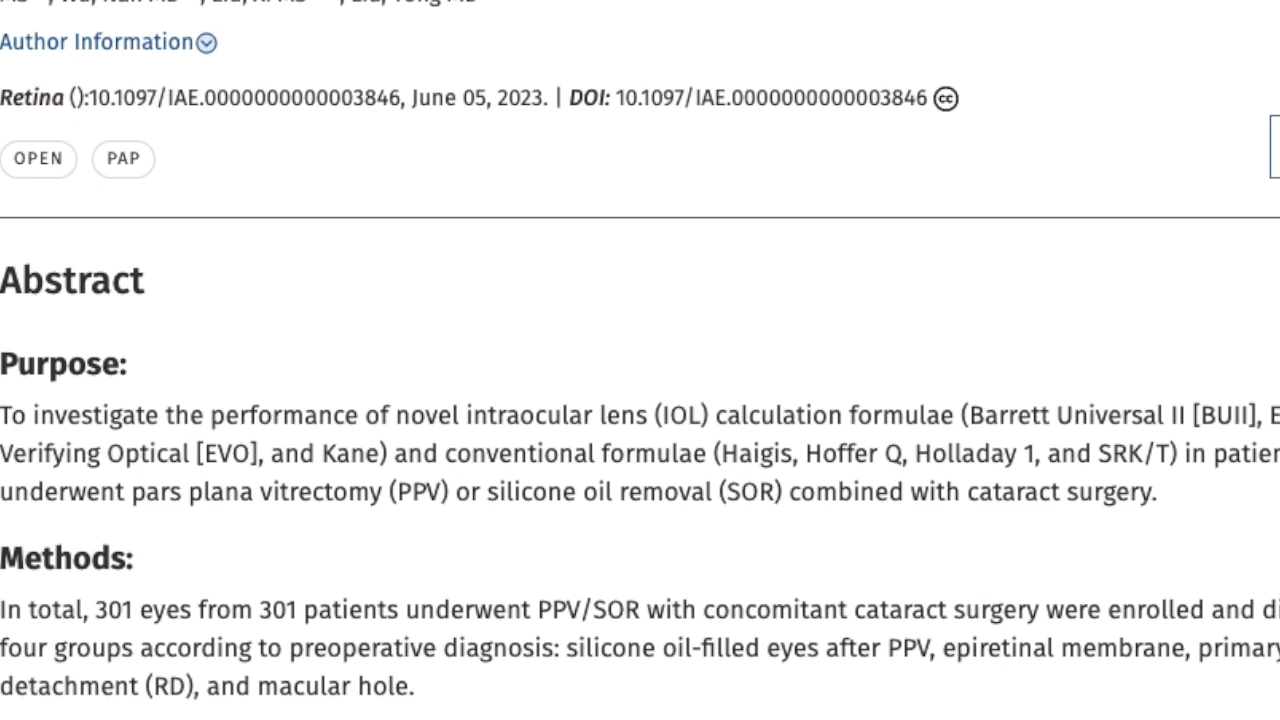 Author Information
Retina ():10.1097/IAE.0000000000003846, June 05, 2023. | DOI: 10.1097/IAE.0000000000003846
OPEN PAP
Abstract
Purpose:
To investigate the performance of novel intraocular lens (IOL) calculation formulae (Barrett Universal II [BUII],
Verifying Optical [EVO], and Kane) and conventional formulae (Haigis, Hoffer Q, Holladay 1, and SRK/T) in
underwent pars plana vitrectomy (PPV) or silicone oil removal (SOR) combined with cataract surgery.
Methods:
In total, 301 eyes from 301 patients underwent PPV/SOR with concomitant cataract surgery were enrolled and
four groups according to preoperative diagnosis: silicone oil-filled eyes after PPV, epiretinal membrane, primary
detachment (RD), and macular hole.